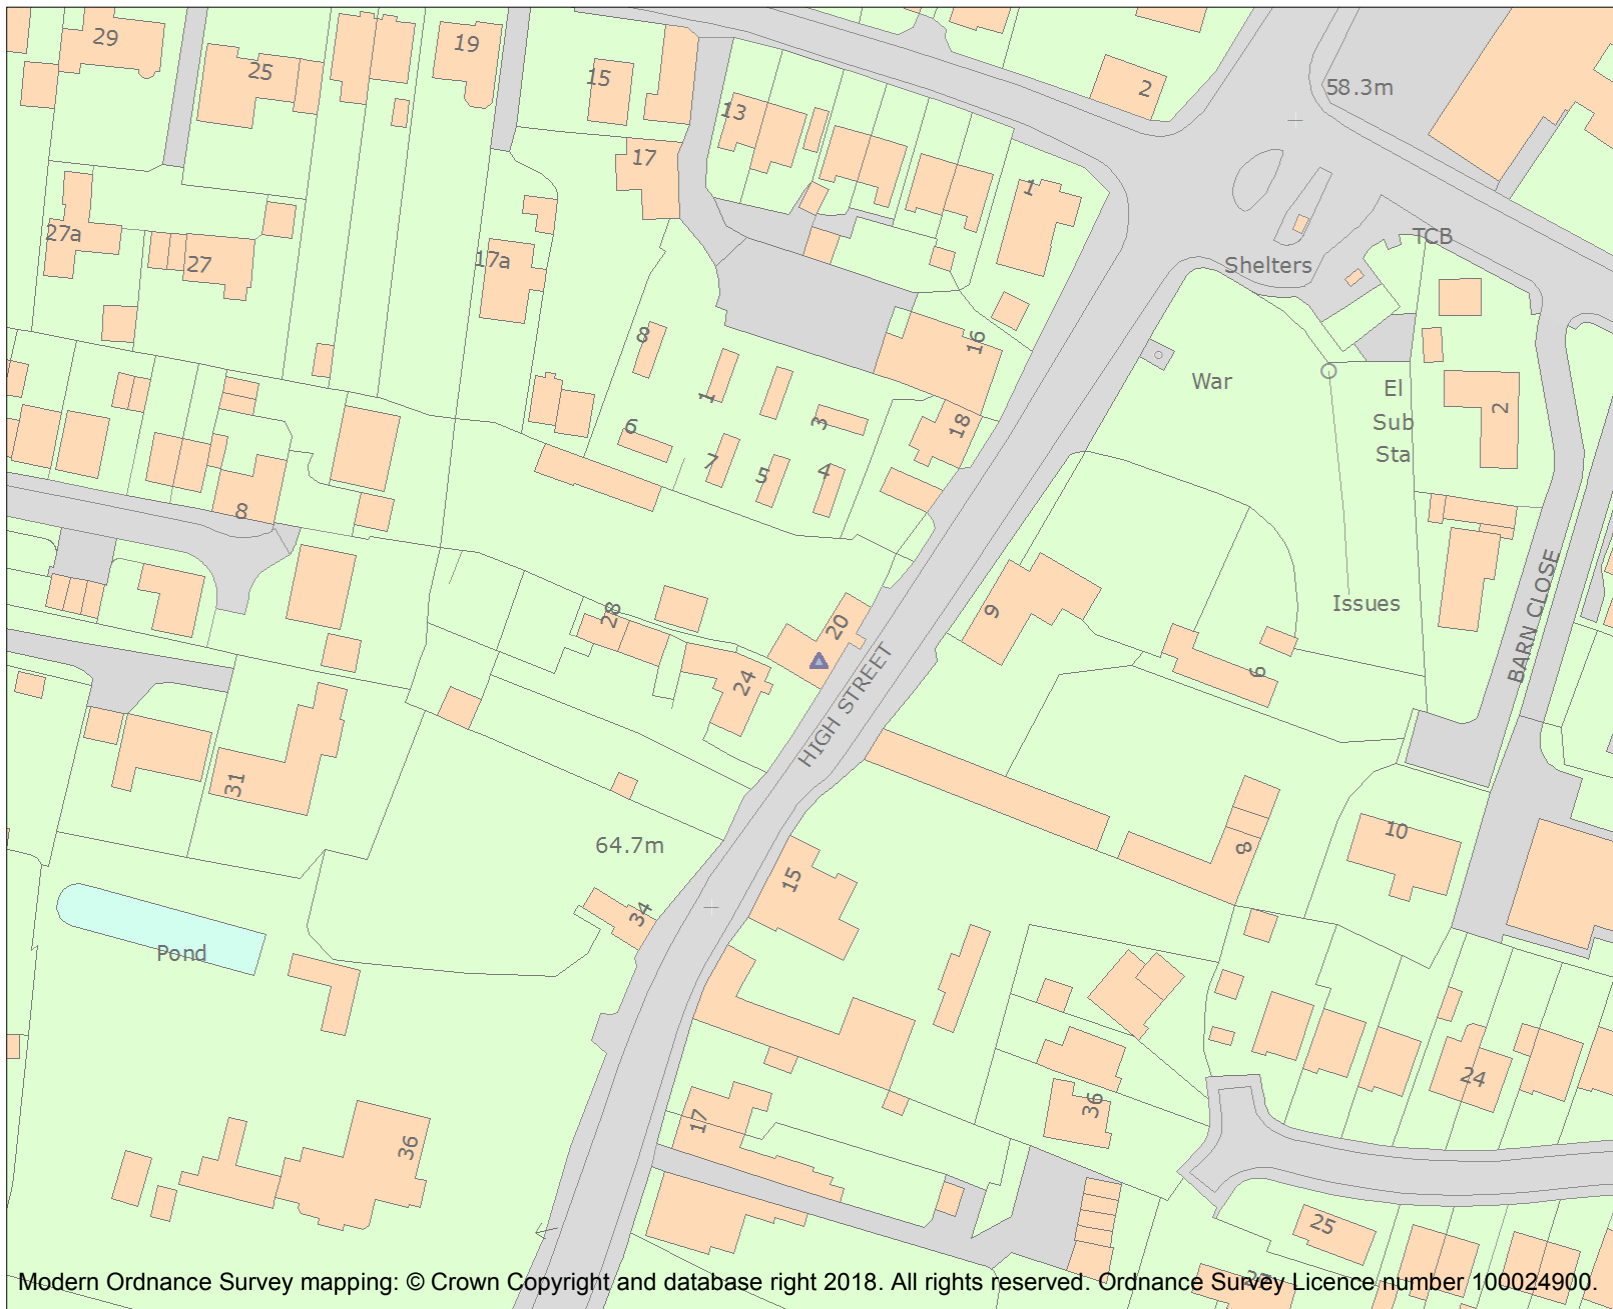 29
25
19
15
13
2
58.3m
17
1
27a
27
17a
TCB
Shelters
8
1
16
War
3
6
18
El
Sub
Sta
2
7
5
4
8
28
20
9
Issues
BARN CLOSE
24
6
HIGH STREET
31
64.7m
15
8
10
34
Pond
17
36
24
36
25
27
Modern Ordnance Survey mapping: © Crown Copyright and database right 2018. All rights reserved. Ordnance Survey Licence number 100024900.